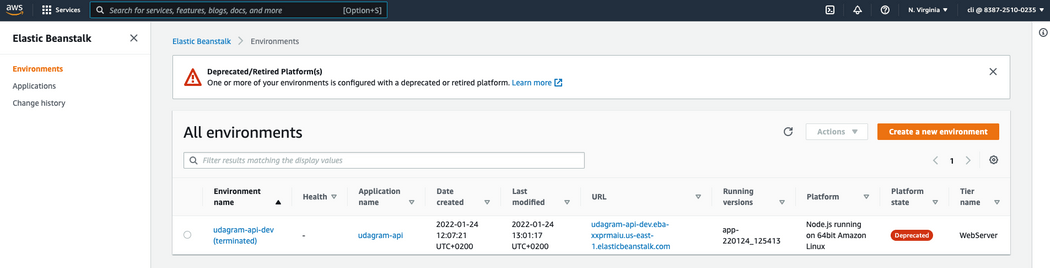 aws
Services
Search for services, features, blogs, docs, and more
[Option+S]
N. Virginia
cli @ 8387-2510-0235
Elastic Beanstalk
Environments
Applications
Change history
Elastic Beanstalk > Environments
Deprecated/Retired Platform(s)
One or more of your environments is configured with a deprecated or retired platform. Learn more
All environments
Actions
Create a new environment
Filter results matching the display values
1
Environment
name
Health
Application
name
Date
created
Last
modified
URL
Running
versions
Platform
Platform
state
Tier
name
udagram-api-dev
(terminated)
-
udagram-api
2022-01-24
12:07:21
UTC+0200
2022-01-24
13:01:17
UTC+0200
udagram-api-dev.eba-
xxprmaiu.us-east-
1.elasticbeanstalk.com
app-
220124_125413
Node.js running
on 64bit Amazon
Linux
Deprecated
WebServer